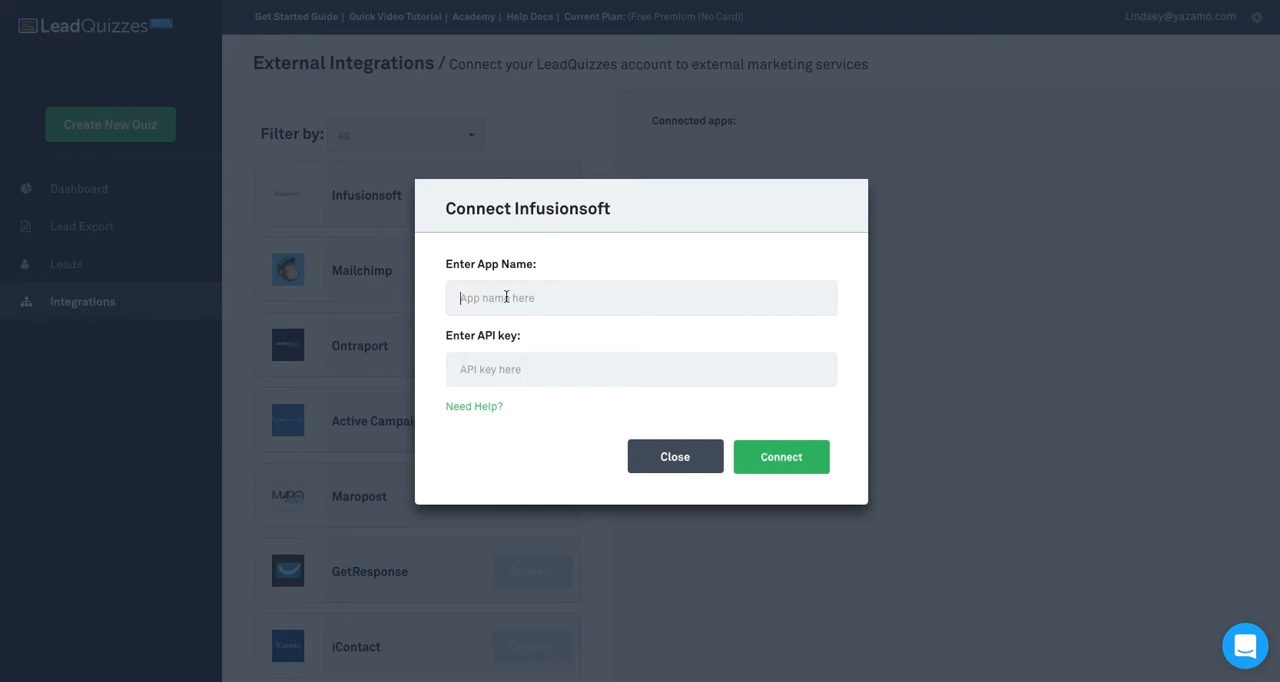 LeadQuizzes BETA
Get Started Guide | Quick Video Tutorial | Academy | Help Docs | Current Plan: (Free Premium (No Card))
Lindsey@yazamo.com
External Integrations / Connect your LeadQuizzes account to external marketing services
Create New Quiz
Dashboard
Lead Export
Leads
Integrations
Filter by:
All
Connected apps:
Infusionsoft
Mailchimp
Ontraport
Active Campai
Maropost
GetResponse
Connect
iContact
Connect
Connect Infusionsoft
Enter App Name:
App name here
Enter API key:
API key here
Need Help?
Close
Connect